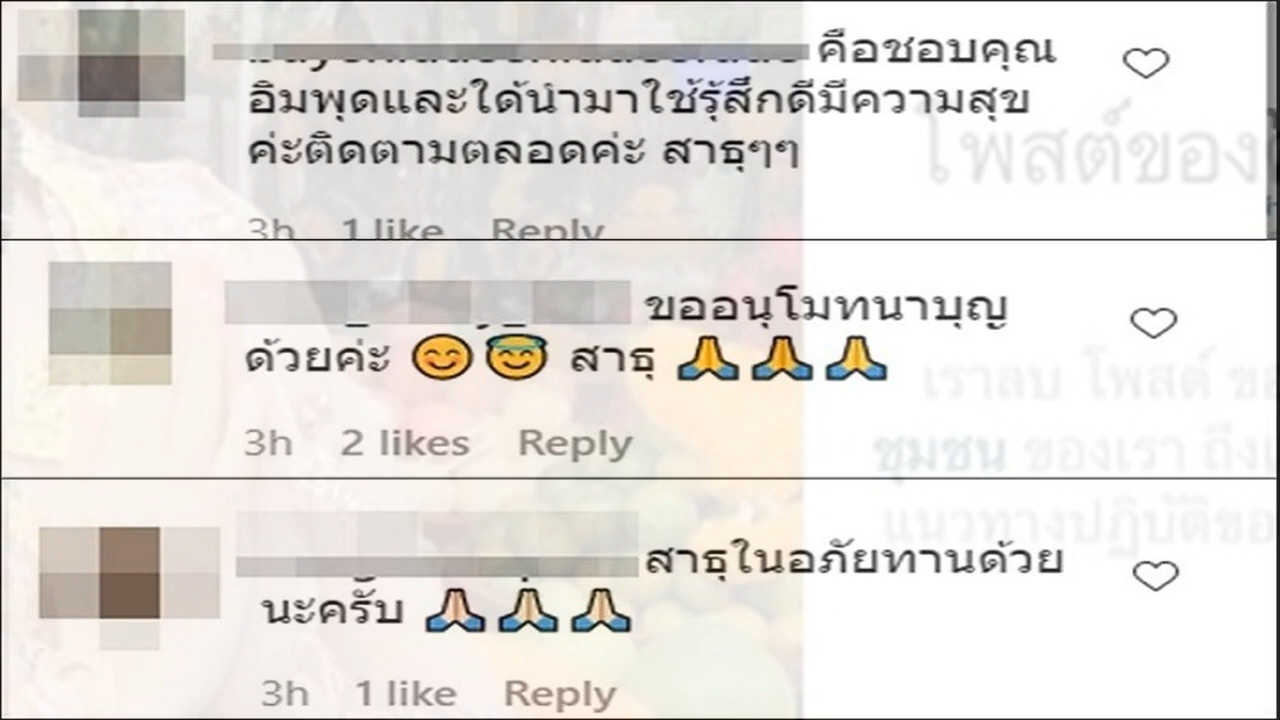 คือชอบคุณ
อิมพุดและใด้นำมาใช้รุ้สึกดีมีความสุข
ค่ะติดตามตลอดค่ะ สาธุๆๆ
3h 1 like Reply
ขออนุโมทนาบุญ
ด้วยค่ะ 😊😇 สาธุ 🙏🙏🙏
3h 2 likes Reply
สาธุในอภัยทานด้วย
นะครับ 🙏🏻🙏🏻🙏🏻
3h 1 like Reply
โพสต์ของ
เราลบ โพสต์
ชุมชน ของเรา
แนวทางปฏิบัติ